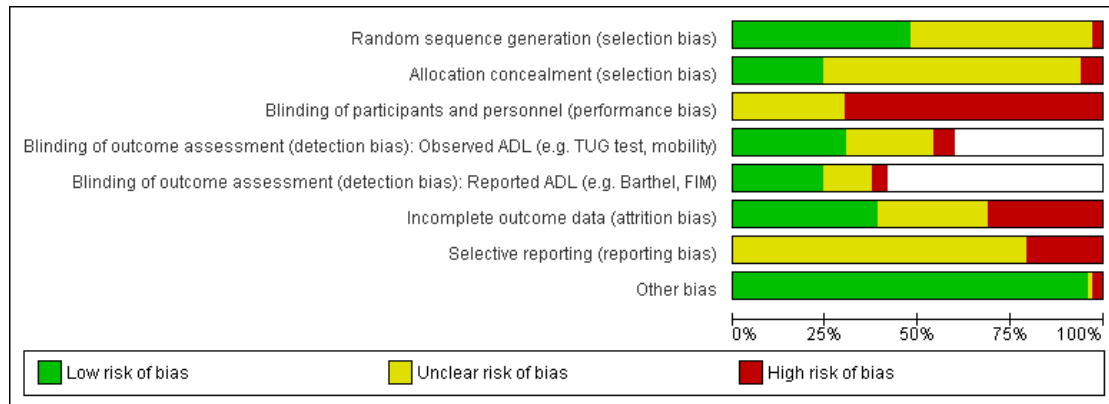 Random sequence generation (selection bias)
Allocation concealment (selection bias)
Blinding of participants and personnel (performance bias)
Blinding of outcome assessment (detection bias): Observed ADL (e.g. TUG test, mobility)
Blinding of outcome assessment (detection bias): Reported ADL (e.g. Barthel, FIM)
Incomplete outcome data (attrition bias)
Selective reporting (reporting bias)
Other bias
0% 25% 50% 75% 100%
Low risk of bias Unclear risk of bias High risk of bias